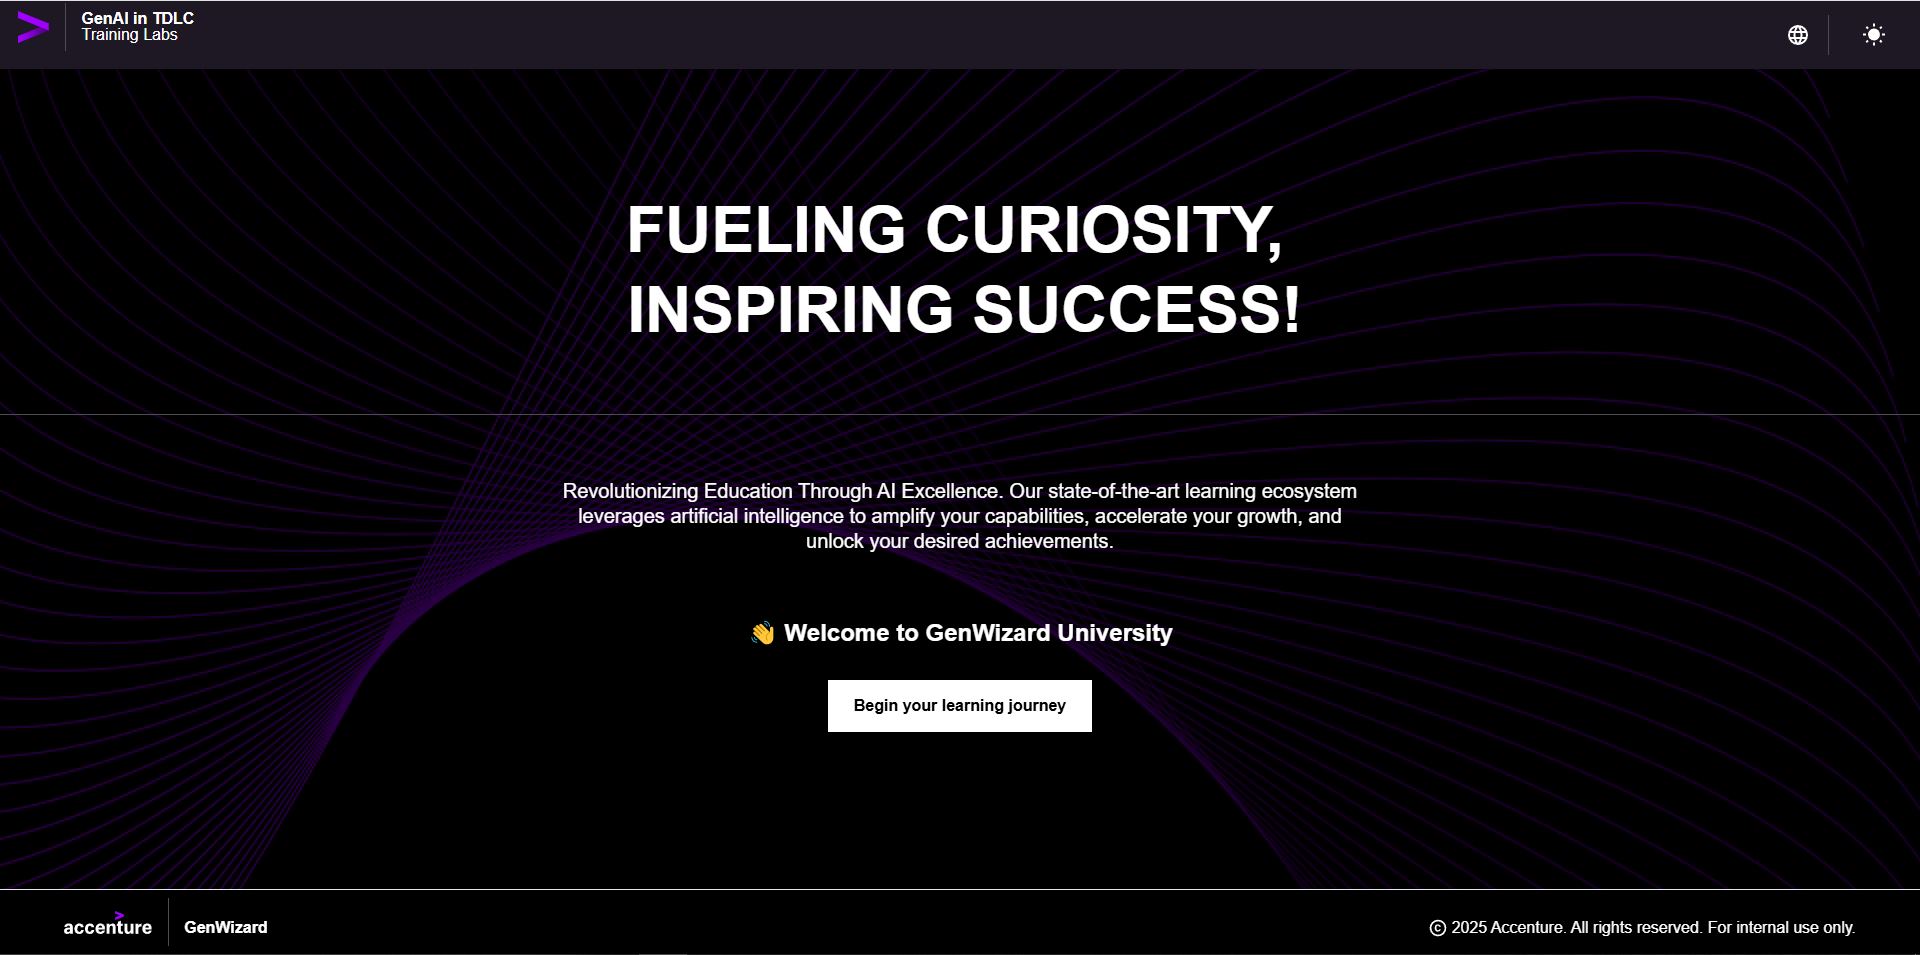 GenAI in TDLC
Training Labs
FUELING CURIOSITY,
INSPIRING SUCCESS!
Revolutionizing Education Through AI Excellence. Our state-of-the-art learning ecosystem
leverages artificial intelligence to amplify your capabilities, accelerate your growth, and
unlock your desired achievements.
👋 Welcome to GenWizard University
Begin your learning journey
accenture
GenWizard
© 2025 Accenture. All rights reserved. For internal use only.